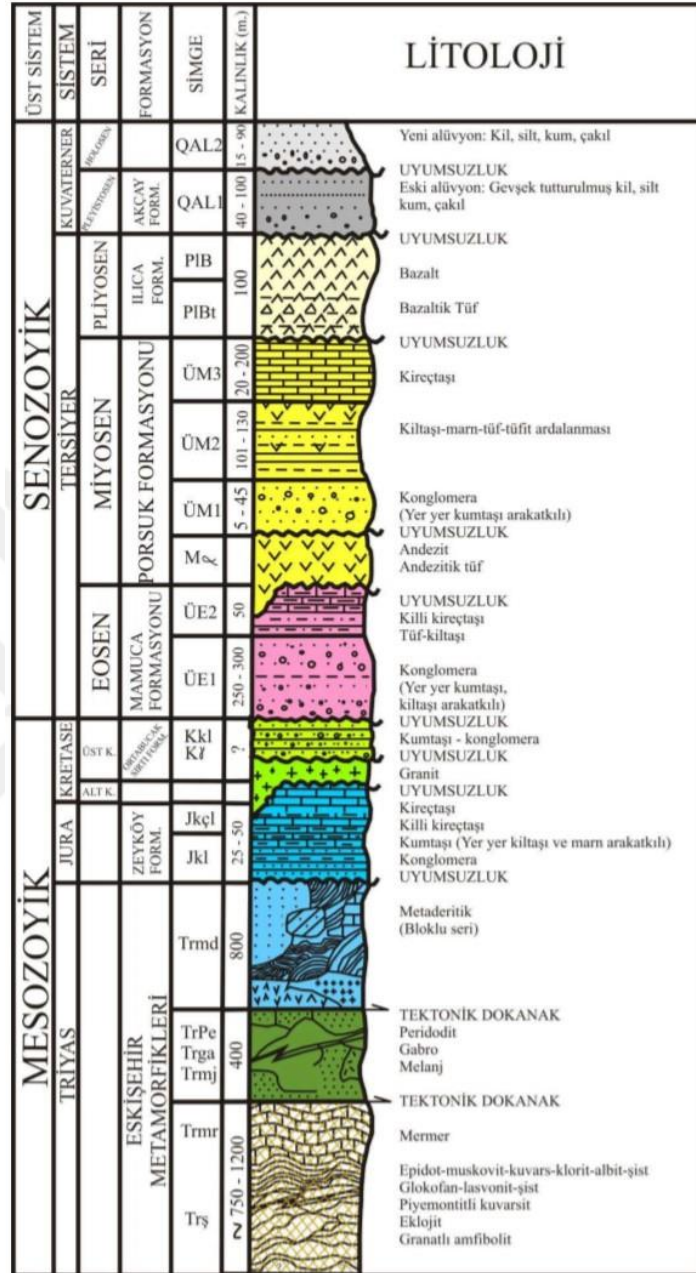 ÜST SİSTEM
SİSTEM
SERİ
FORMASYON
SİMGE
KALINLIK (m.)
LİTOLOJİ
SENOZOYİK
KUVATERNER
HOLOSEN
QAL2
15 - 90
Yeni alüvyon: Kil, silt, kum, çakıl
UYUMSUZLUK
PLEYİSTOSEN
AKÇAY
FORM.
QAL1
40 - 100
Eski alüvyon: Gevşek tutturulmuş kil, silt
kum, çakıl
UYUMSUZLUK
TERSİYER
PLİYOSEN
ILICA
FORM.
PlB
PlBt
100
Bazalt
Bazaltik Tüf
UYUMSUZLUK
MİYOSEN
PORSUK FORMASYONU
ÜM3
20 - 200
Kireçtaşı
ÜM2
101 - 130
Kiltaşı-marn-tüf-tüfit ardalanması
ÜM1
5 - 45
Konglomera
(Yer yer kumtaşı arakatkılı)
UYUMSUZLUK
Andezit
Andezitik tüf
UYUMSUZLUK
EOSEN
MAMUCA
FORMASYONU
ÜE2
50
Killi kireçtaşı
Tüf-kiltaşı
ÜE1
250 - 300
Konglomera
(Yer yer kumtaşı,
kiltaşı arakatkılı)
UYUMSUZLUK
MESOZOYİK
KRETASE
ÜST K.
ORTABUCAK
SIRTI FORM.
Kkl
Kɤ
?
Kumtaşı - konglomera
UYUMSUZLUK
Granit
UYUMSUZLUK
ALT K.
JURA
ZEYKÖY
FORM.
Jkçl
Jkl
25 - 50
Kireçtaşı
Killi kireçtaşı
Kumtaşı (Yer yer kiltaşı ve marn arakatkılı)
Konglomera
UYUMSUZLUK
TRİYAS
ESKİŞEHİR
METAMORFİKLERİ
Trmd
800
Metaderitik
(Bloklu seri)
TEKTONİK DOKANAK
TrPe
Trga
Trmj
400
Peridodit
Gabro
Melanj
TEKTONİK DOKANAK
Trmr
Trş
~ 750 - 1200
Mermer
Epidot-muskovit-kuvars-klorit-albit-şist
Glokofan-lasvonit-şist
Piyemontitli kuvarsit
Eklojit
Granatlı amfibolit